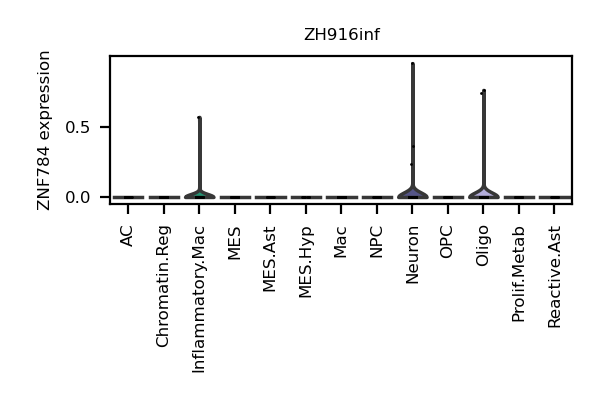 ZH916inf
ZNF784 expression
0.5
0.0
AC
Chromatin.Reg
Inflammatory.Mac
MES
MES.Ast
MES.Hyp
Mac
NPC
Neuron
OPC
Oligo
Prolif.Metab
Reactive.Ast